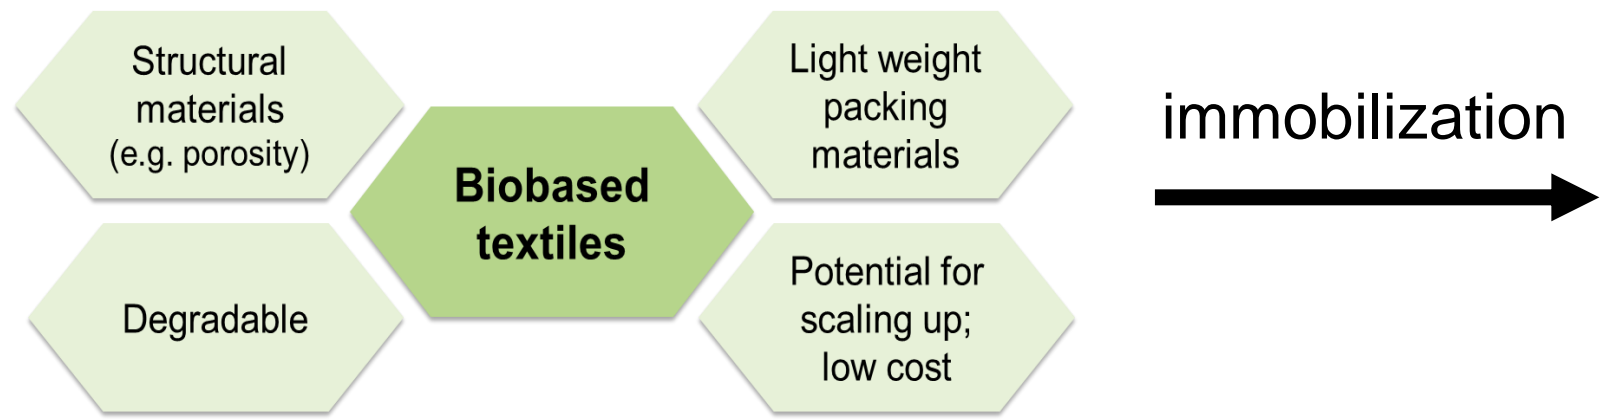 Structural
materials
(e.g. porosity)
Light weight
packing
materials
Biobased
textiles
Degradable
Potential for
scaling up;
low cost
immobilization